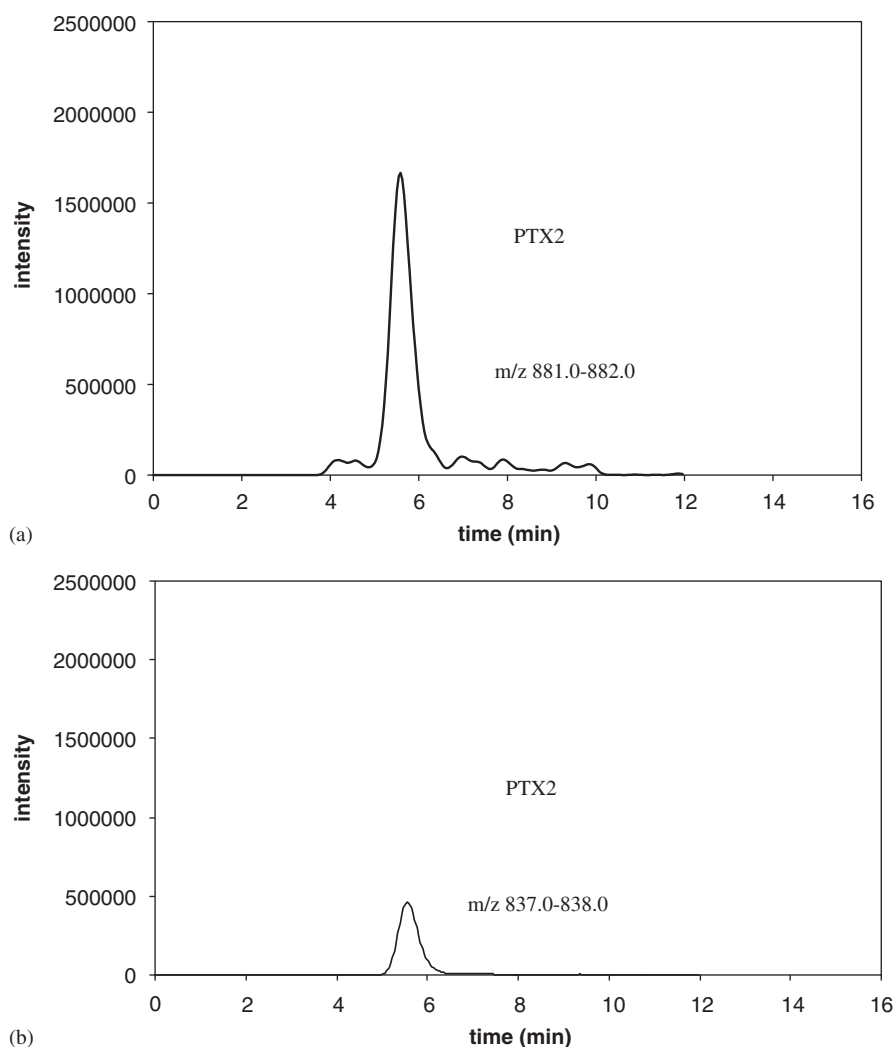 2500000
2000000
1500000
1000000
500000
0
intensity
PTX2
m/z 881.0-882.0
0 2 4 6 8 10 12 14 16
time (min)
(a)
2500000
2000000
1500000
1000000
500000
0
intensity
PTX2
m/z 837.0-838.0
0 2 4 6 8 10 12 14 16
time (min)
(b)